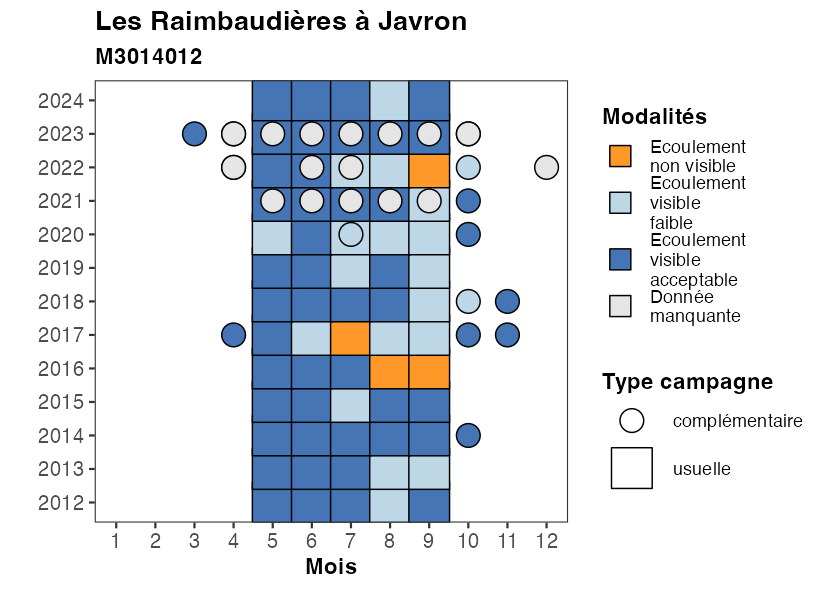 Les Raimbaudières à Javron
M3014012
2024
2023
2022
2021
2020
2019
2018
2017
2016
2015
2014
2013
2012
1 2 3 4 5 6 7 8 9 10 11 12
Mois
Modalités
Ecoulement
non visible
Ecoulement
visible
faible
Ecoulement
visible
acceptable
Donnée
manquante
Type campagne
complémentaire
usuelle